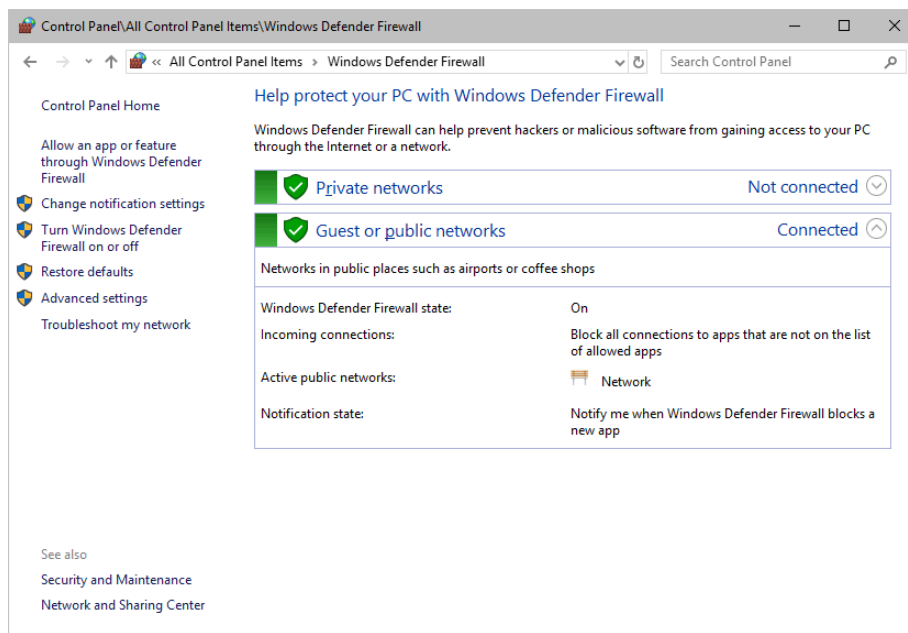 Control Panel\All Control Panel Items\Windows Defender Firewall
« All Control Panel Items › Windows Defender Firewall
Search Control Panel
Control Panel Home
Allow an app or feature
through Windows Defender
Firewall
Change notification settings
Turn Windows Defender
Firewall on or off
Restore defaults
Advanced settings
Troubleshoot my network
Help protect your PC with Windows Defender Firewall
Windows Defender Firewall can help prevent hackers or malicious software from gaining access to your PC
through the Internet or a network.
Private networks Not connected
Guest or public networks Connected
Networks in public places such as airports or coffee shops
Windows Defender Firewall state: On
Incoming connections: Block all connections to apps that are not on the list
of allowed apps
Active public networks: Network
Notification state: Notify me when Windows Defender Firewall blocks a
new app
See also
Security and Maintenance
Network and Sharing Center